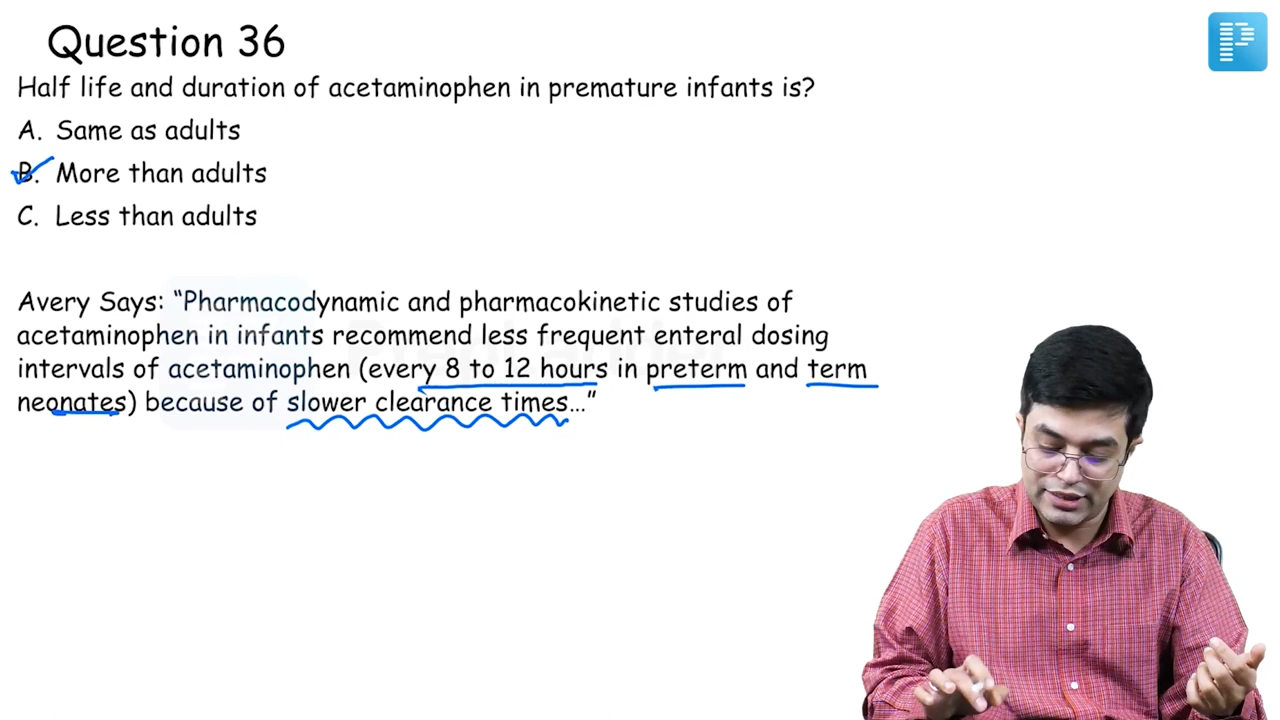 Question 36
Half life and duration of acetaminophen in premature infants is?
A. Same as adults
B. More than adults
C. Less than adults
Avery Says: “Pharmacodynamic and pharmacokinetic studies of
acetaminophen in infants recommend less frequent enteral dosing
intervals of acetaminophen (every 8 to 12 hours in preterm and term
neonates) because of slower clearance times…”